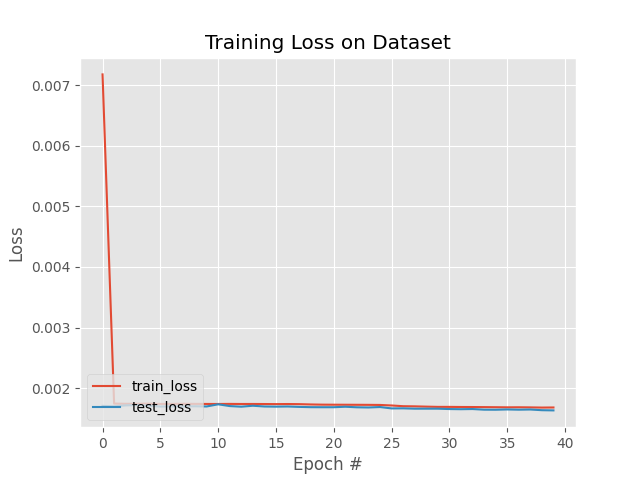 Training Loss on Dataset
0.007
0.006
0.005
0.004
0.003
0.002
Loss
train_loss
test_loss
0 5 10 15 20 25 30 35 40
Epoch #